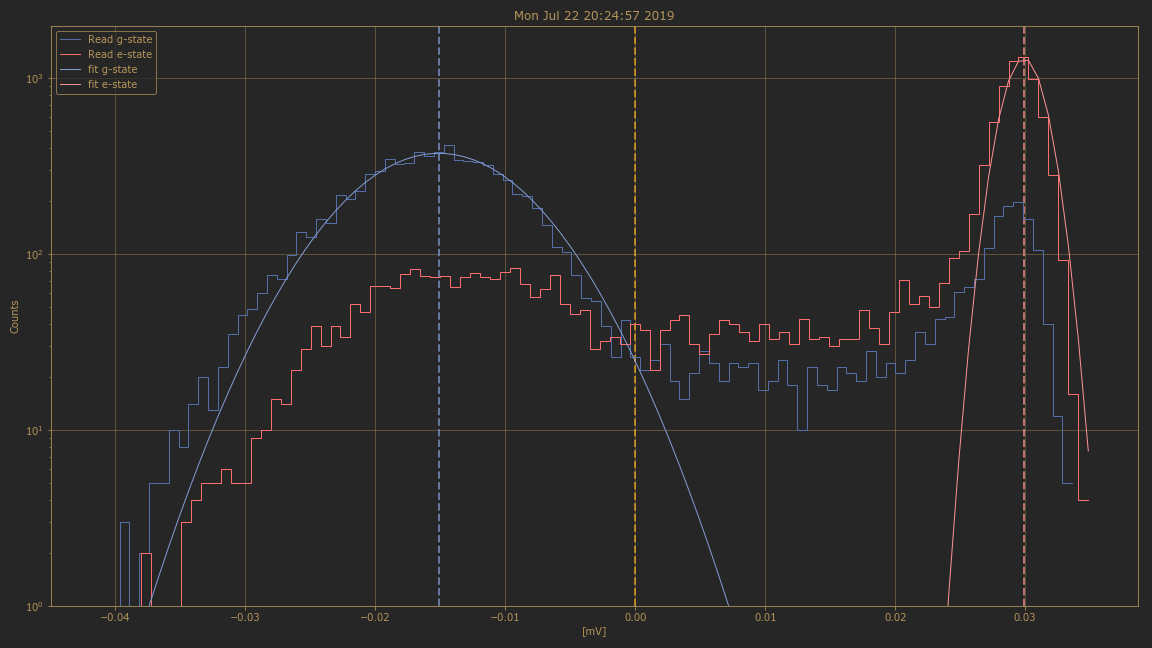 Mon Jul 22 20:24:57 2019
Read g-state
Read e-state
fit g-state
fit e-state
10³
10²
10¹
10⁰
Counts
−0.04 −0.03 −0.02 −0.01 0.00 0.01 0.02 0.03
[mV]